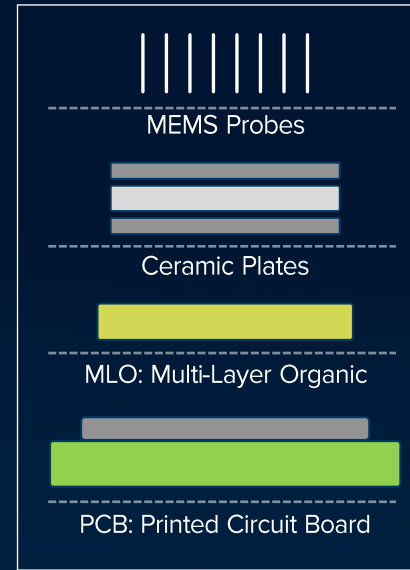 MEMS Probes
Ceramic Plates
MLO: Multi-Layer Organic
PCB: Printed Circuit Board